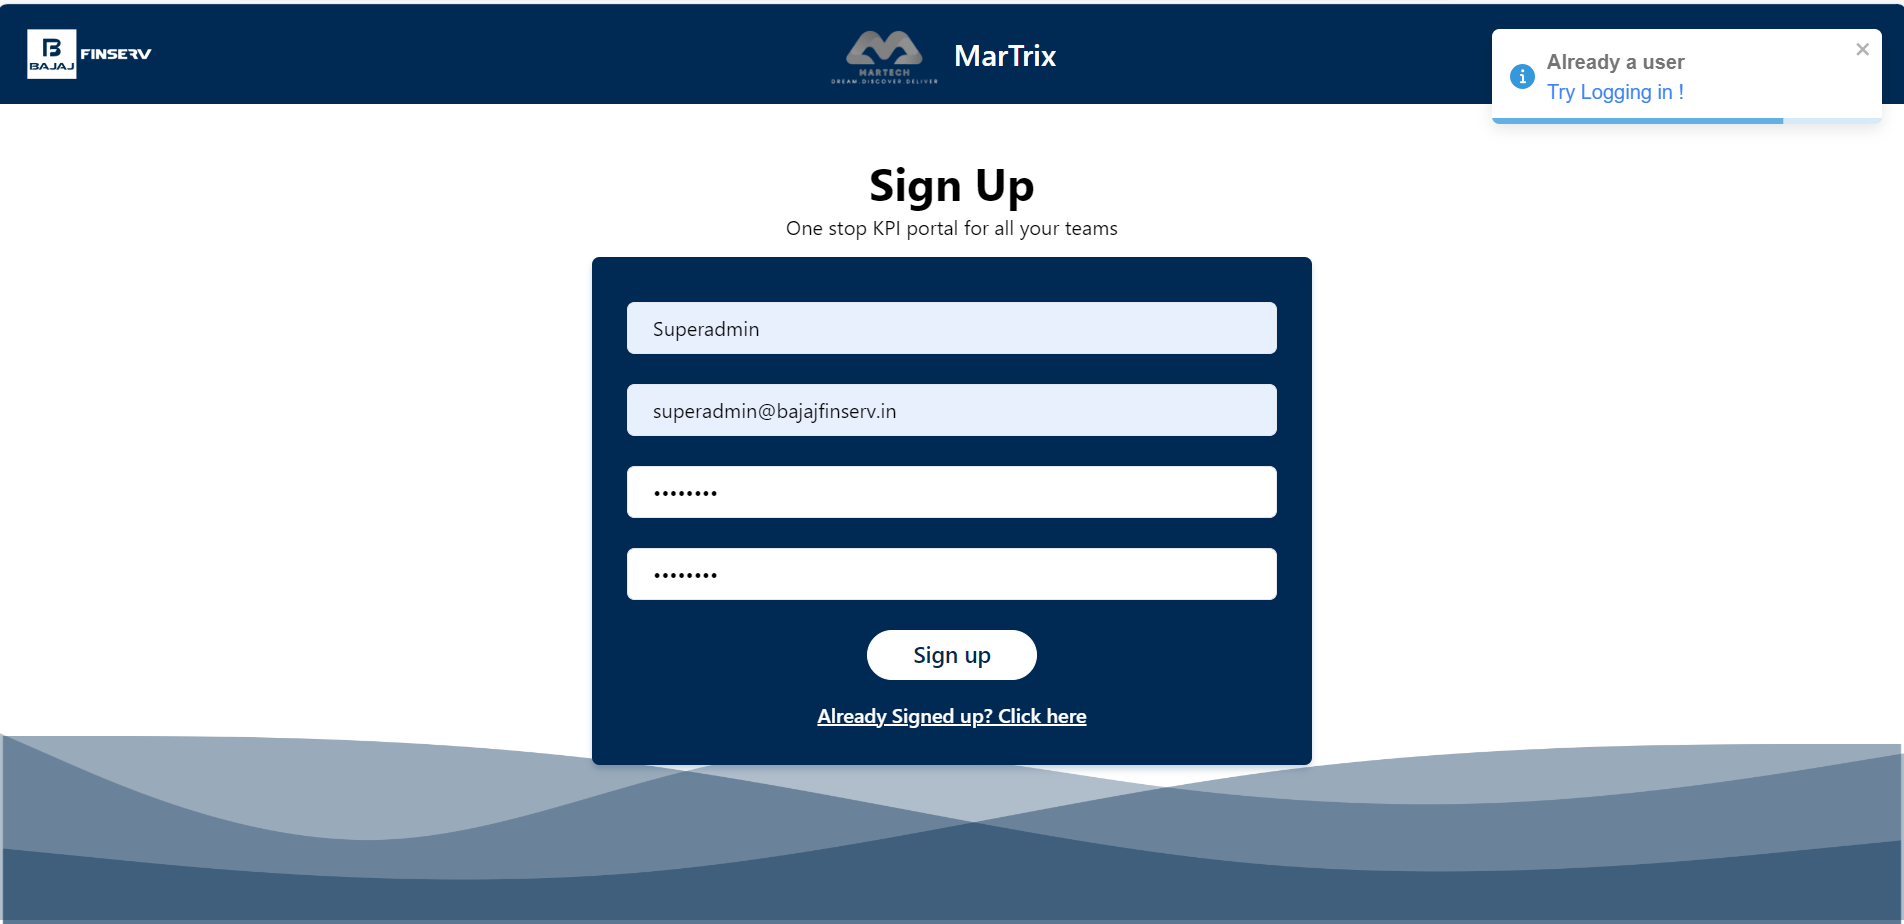 B
BAJAJ
FINSERV
MARTECH
DREAM.DISCOVER.DELIVER
MarTrix
Already a user
Try Logging in !
Sign Up
One stop KPI portal for all your teams
Superadmin
superadmin@bajajfinserv.in
••••••••
••••••••
Sign up
Already Signed up? Click here